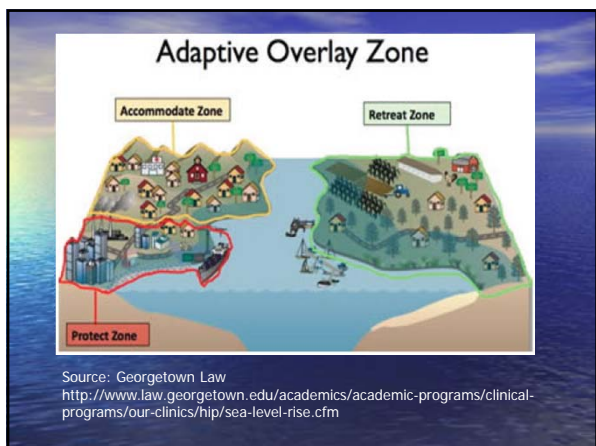 Adaptive Overlay Zone
Accommodate Zone
Retreat Zone
Protect Zone
Source: Georgetown Law
http://www.law.georgetown.edu/academics/academic-programs/clinical-
programs/our-clinics/hip/sea-level-rise.cfm